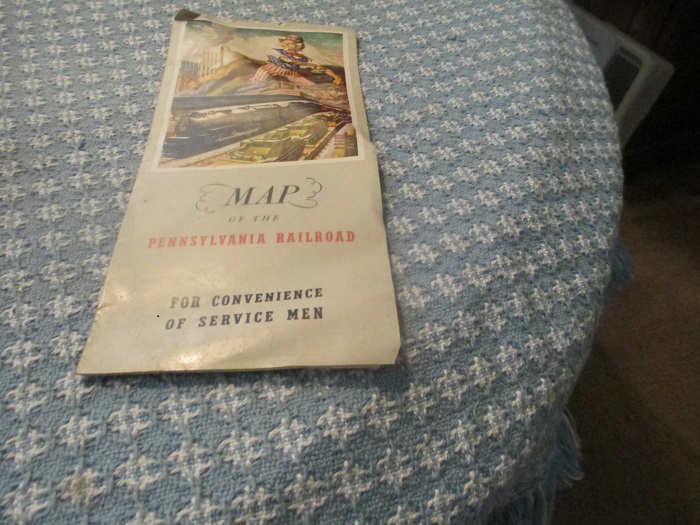 MAP
OF THE
PENNSYLVANIA RAILROAD
FOR CONVENIENCE
OF SERVICE MEN